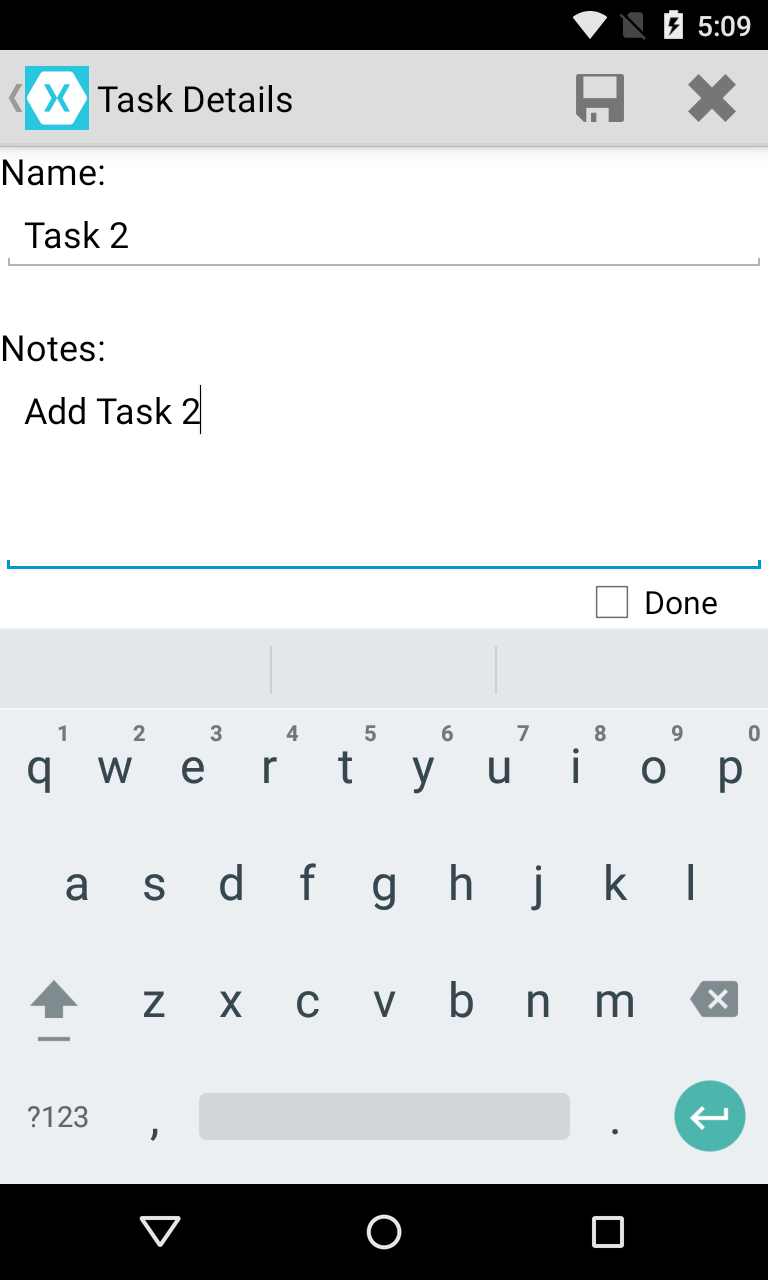 5:09
Task Details
Name:
Task 2
Notes:
Add Task 2
Done
1 2 3 4 5 6 7 8 9 0
q w e r t y u i o p
a s d f g h j k l
z x c v b n m
?123 , .